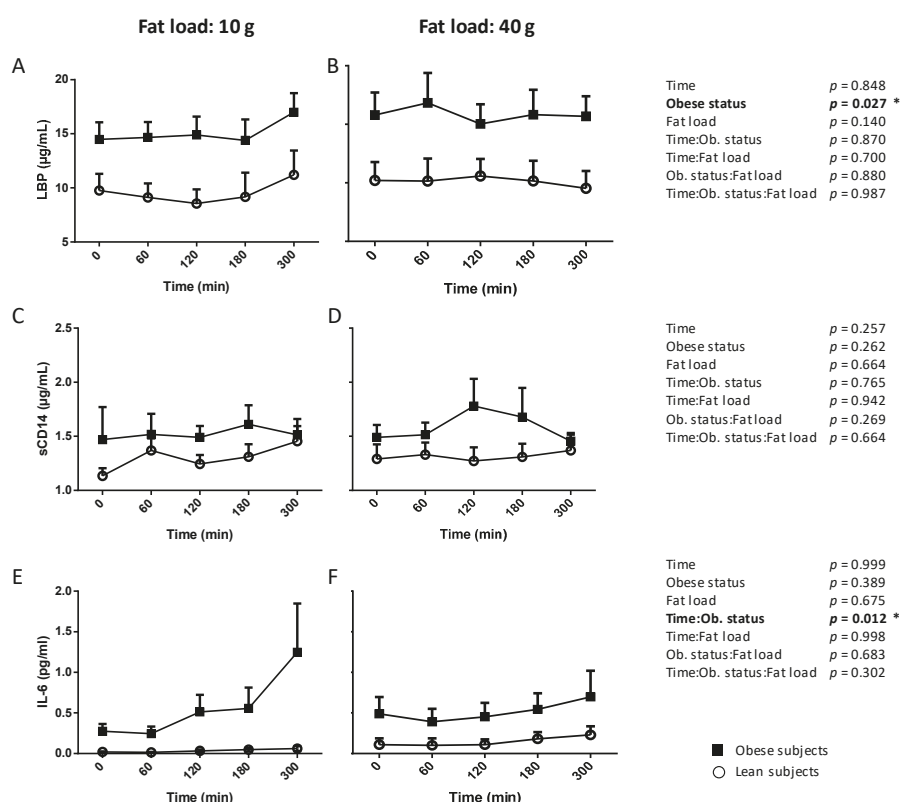 Fat load: 10 g
Fat load: 40 g
A
B
20
15
10
5
LBP (µg/mL)
0
60
120
180
300
Time (min)
0
60
120
180
300
Time (min)
Time p = 0.848
Obese status p = 0.027 *
Fat load p = 0.140
Time:Ob. status p = 0.870
Time:Fat load p = 0.700
Ob. status:Fat load p = 0.880
Time:Ob. status:Fat load p = 0.987
C
D
2.5
2.0
1.5
1.0
sCD14 (µg/mL)
0
60
120
180
300
Time (min)
0
60
120
180
300
Time (min)
Time p = 0.257
Obese status p = 0.262
Fat load p = 0.664
Time:Ob. status p = 0.765
Time:Fat load p = 0.942
Ob. status:Fat load p = 0.269
Time:Ob. status:Fat load p = 0.664
E
F
2.0
1.5
1.0
0.5
0.0
IL-6 (pg/ml)
0
60
120
180
300
Time (min)
0
60
120
180
300
Time (min)
Time p = 0.999
Obese status p = 0.389
Fat load p = 0.675
Time:Ob. status p = 0.012 *
Time:Fat load p = 0.998
Ob. status:Fat load p = 0.683
Time:Ob. status:Fat load p = 0.302
Obese subjects
Lean subjects